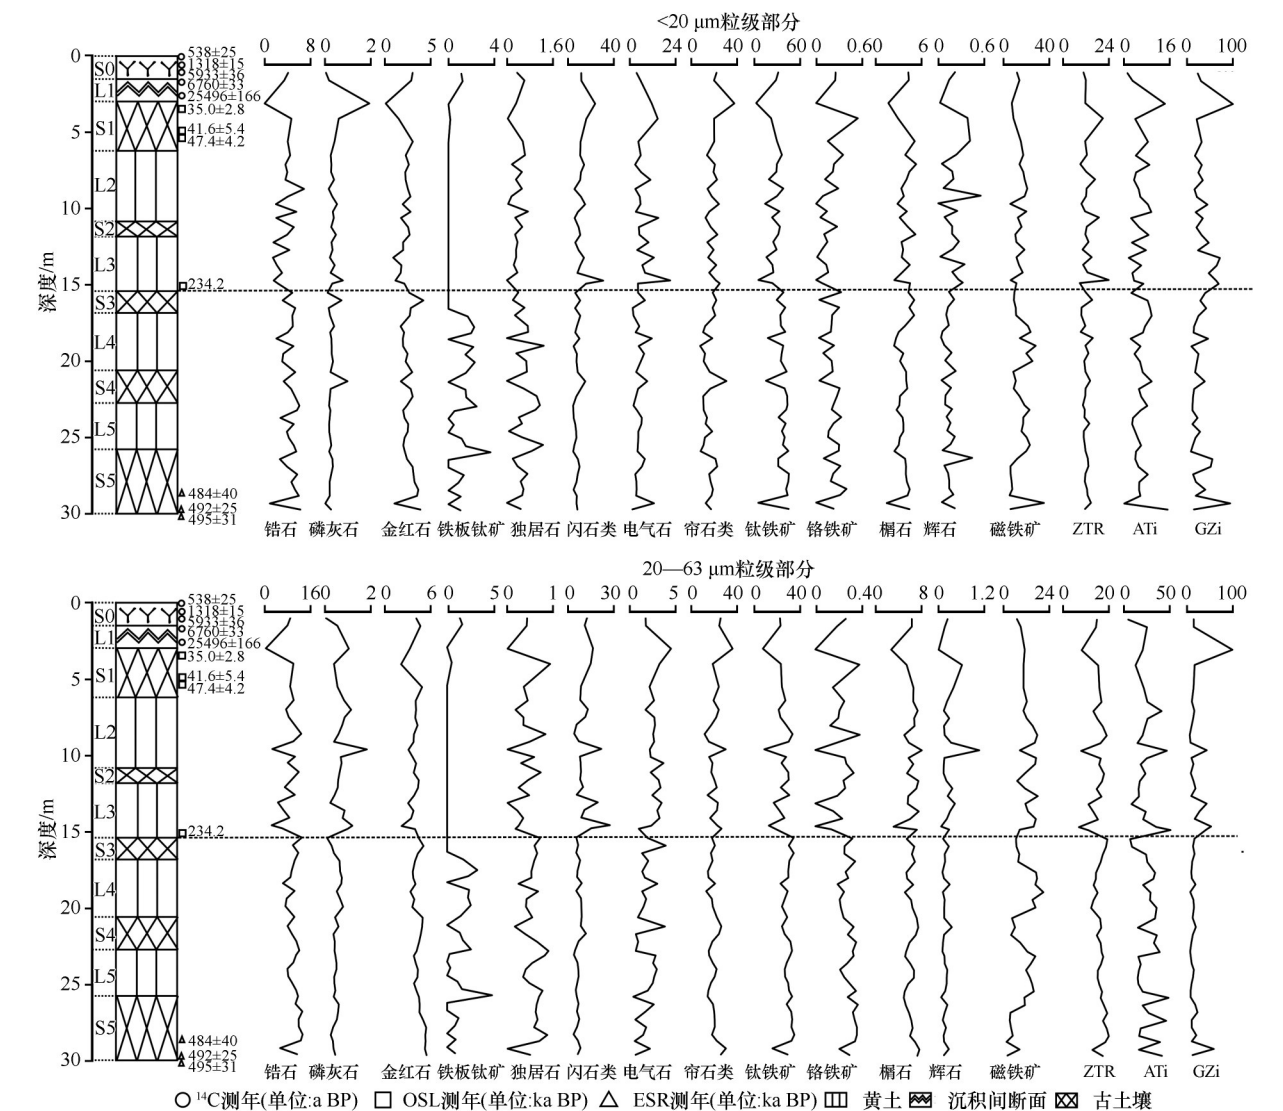 <20 μm粒级部分
0 8 0 2 0 5 0 4 0 1.6 0 40 0 24 0 40 0 60 0 0.6 0 6 0 0.6 0 40 0 24 0 16 0 100
0
5
10
15
20
25
30
深度/m
S0
L1
S1
L2
S2
L3
S3
L4
S4
L5
S5
538±25
1318±15
5933±36
6760±33
25496±166
35.0±2.8
41.6±5.4
47.4±4.2
234.2
484±40
492±25
495±31
锆石 磷灰石 金红石 铁板钛矿 独居石 闪石类 电气石 帘石类 钛铁矿 铬铁矿 榍石 辉石 磁铁矿 ZTR ATi GZi
20—63 μm粒级部分
0 16 0 2 0 6 0 5 0 1 0 30 0 5 0 40 0 40 0 0.4 0 8 0 1.2 0 24 0 20 0 50 0 100
0
5
10
15
20
25
30
深度/m
S0
L1
S1
L2
S2
L3
S3
L4
S4
L5
S5
538±25
1318±15
5933±36
6760±33
25496±166
35.0±2.8
41.6±5.4
47.4±4.2
234.2
484±40
492±25
495±31
锆石 磷灰石 金红石 铁板钛矿 独居石 闪石类 电气石 帘石类 钛铁矿 铬铁矿 榍石 辉石 磁铁矿 ZTR ATi GZi
¹⁴C测年(单位:a BP) OSL测年(单位:ka BP) ESR测年(单位:ka BP) 黄土 沉积间断面 古土壤